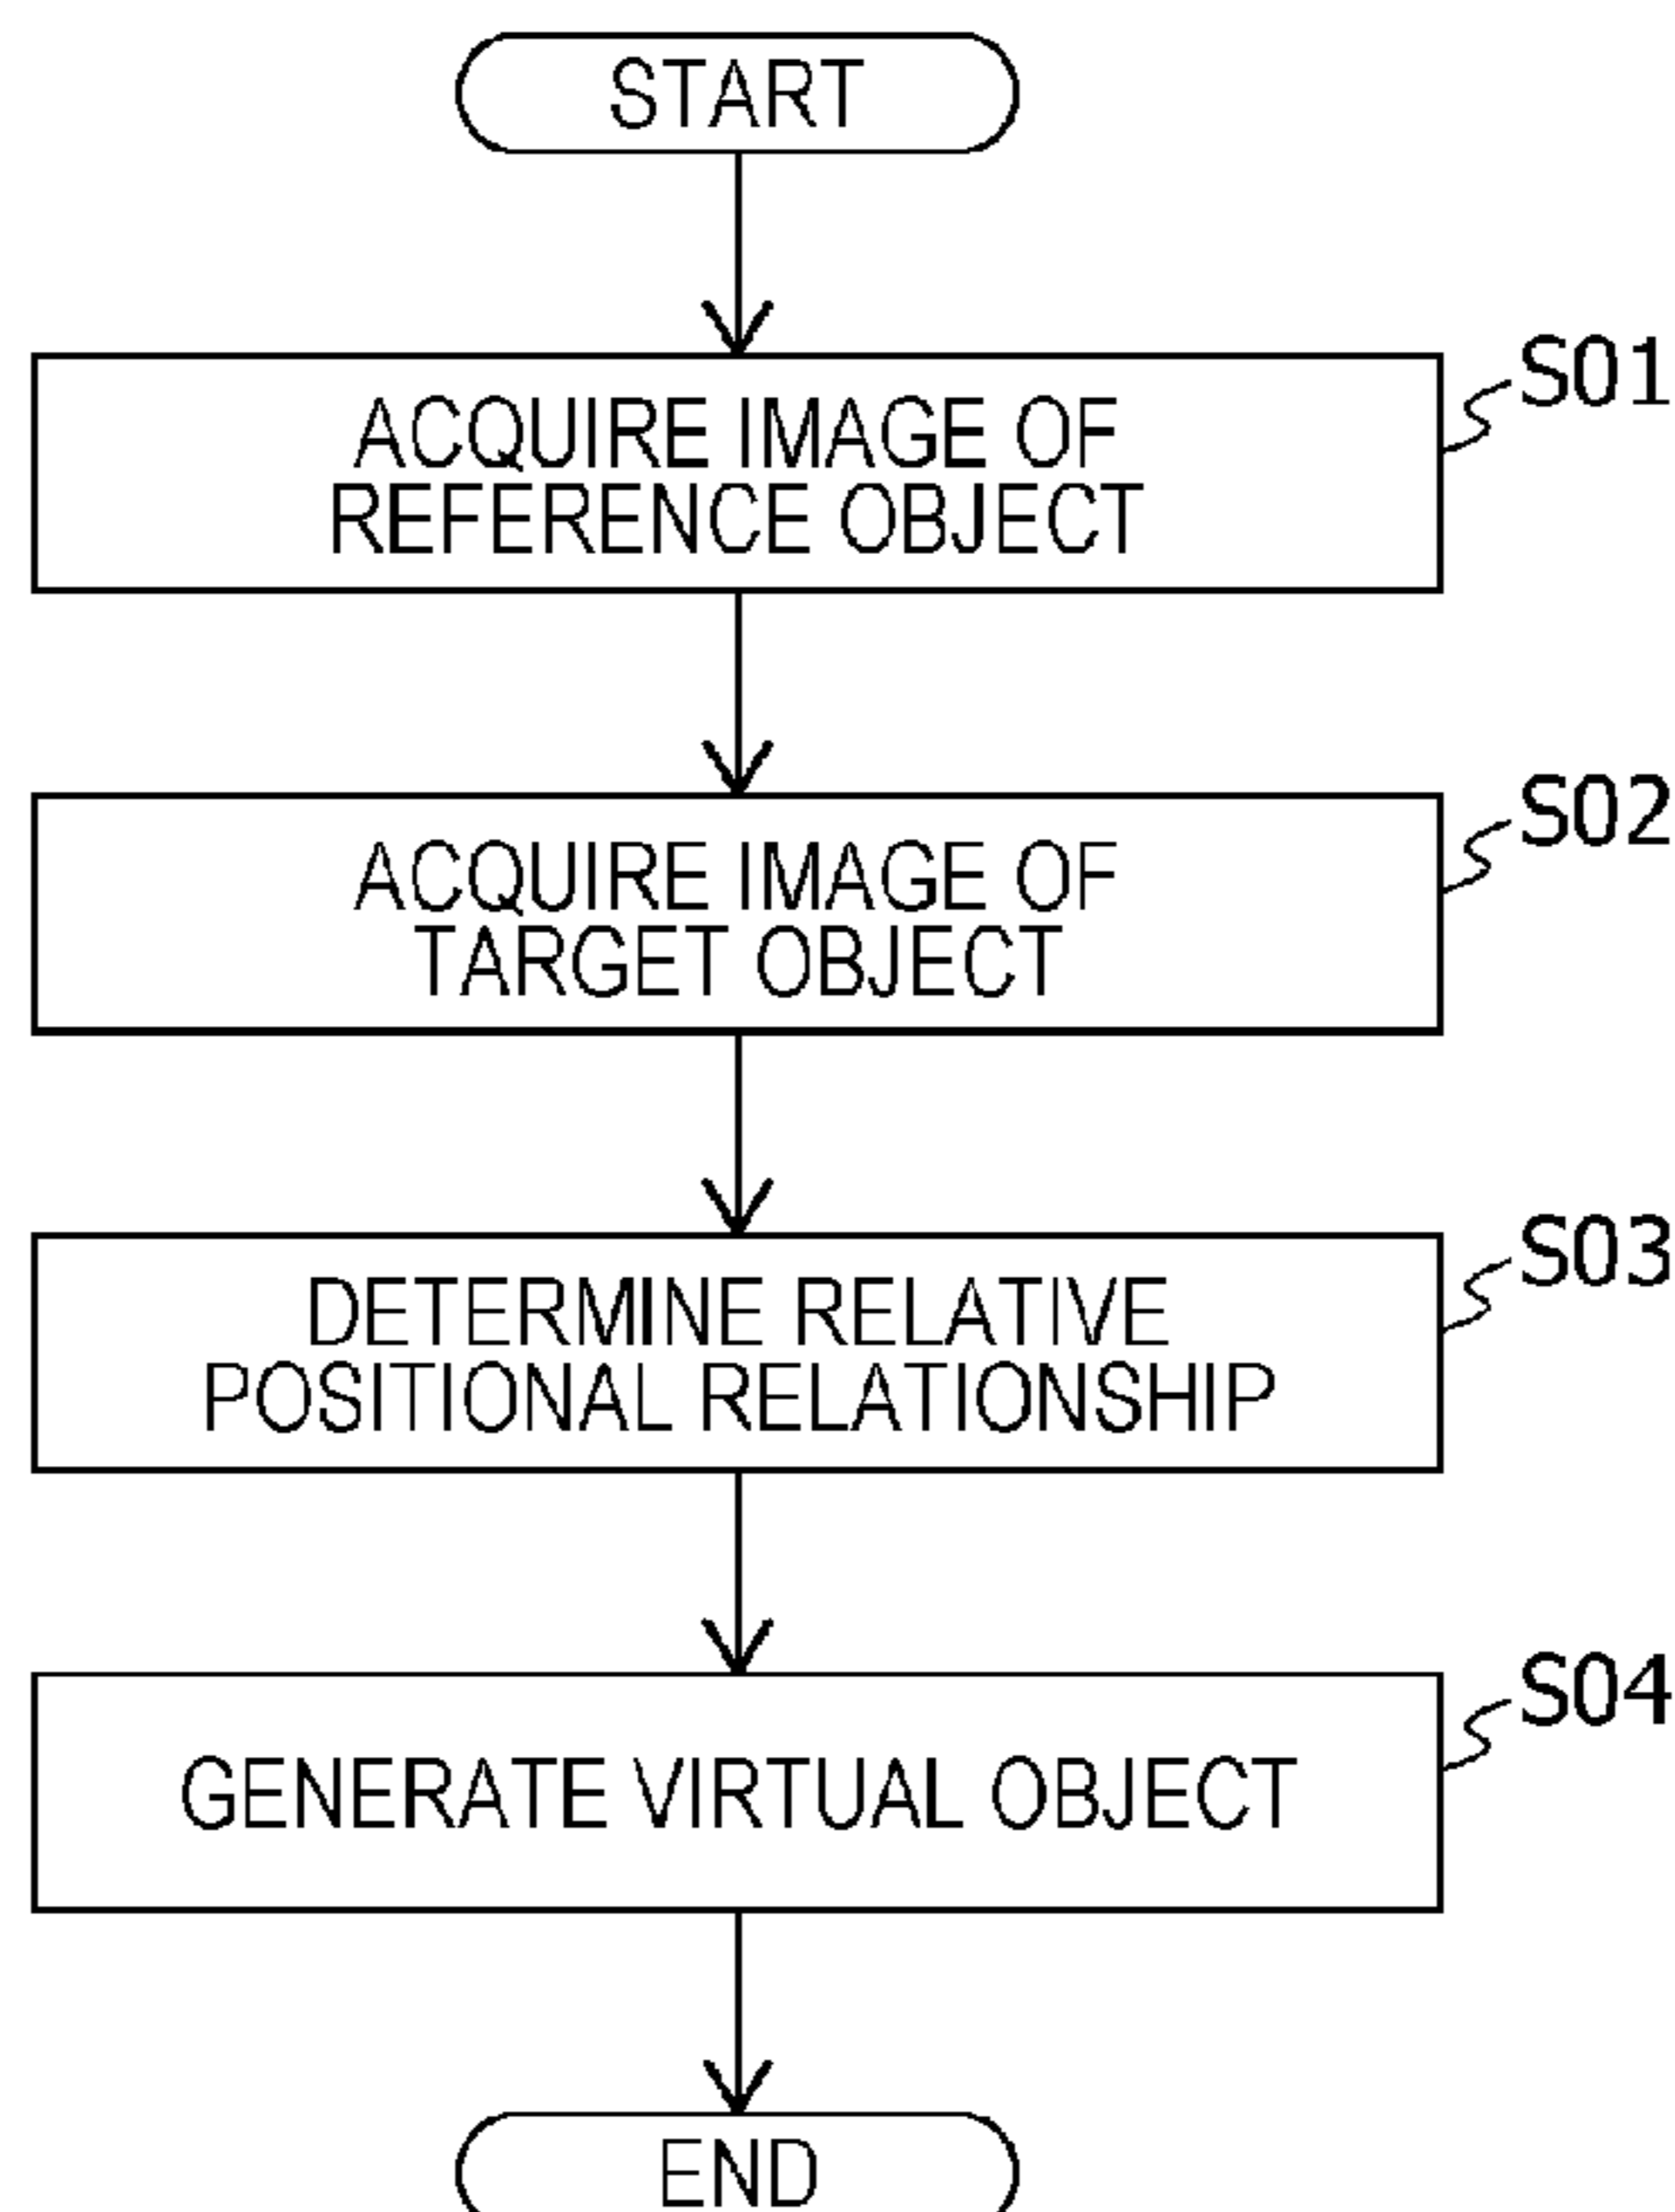 START
S01
ACQUIRE IMAGE OF
REFERENCE OBJECT
S02
ACQUIRE IMAGE OF
TARGET OBJECT
S03
DETERMINE RELATIVE
POSITIONAL RELATIONSHIP
S04
GENERATE VIRTUAL OBJECT
END